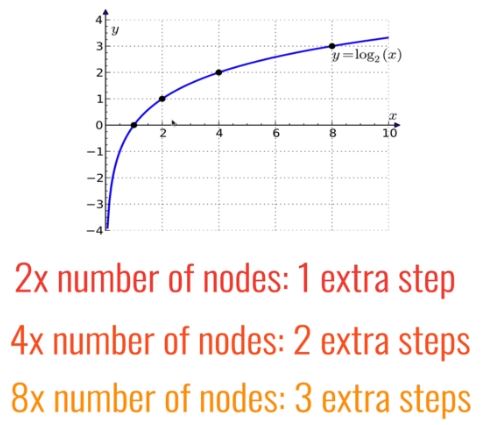 4
y
3
y=log₂(x)
2
1
x
0
2
4
6
8
10
−1
−2
−3
−4
2x number of nodes: 1 extra step
4x number of nodes: 2 extra steps
8x number of nodes: 3 extra steps